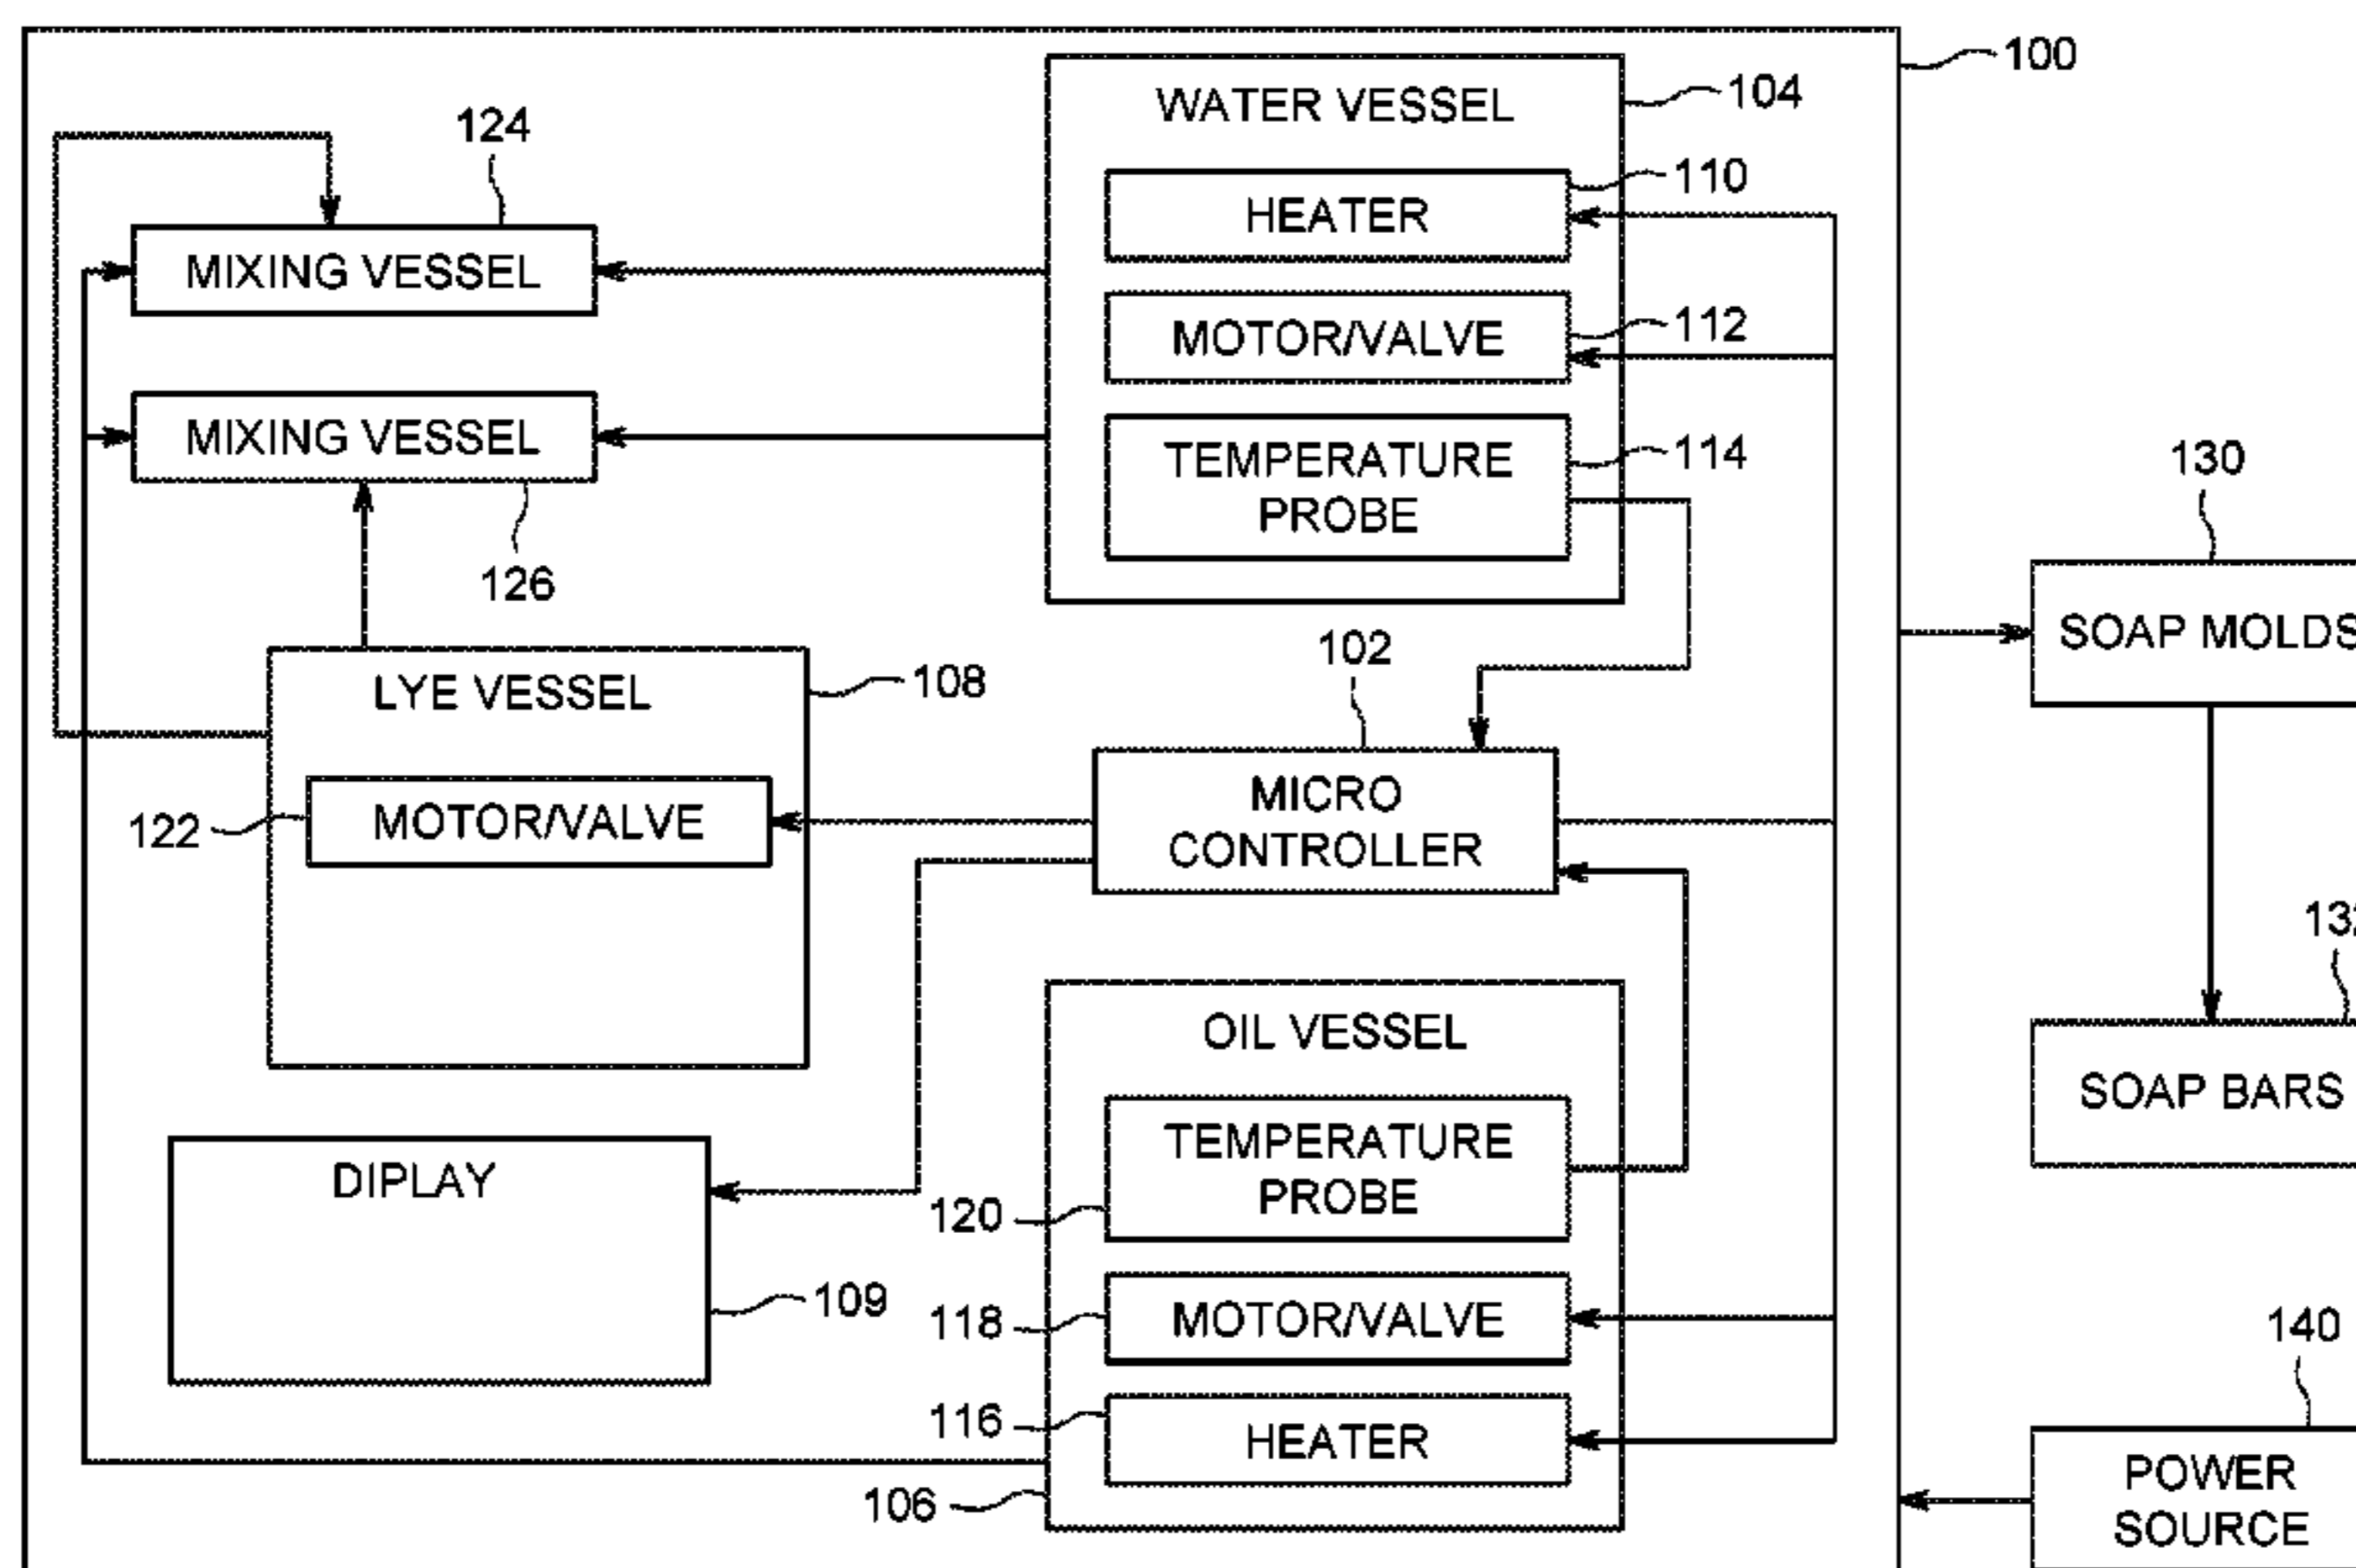 100
WATER VESSEL
104
124
HEATER
110
MIXING VESSEL
MOTOR/VALVE
112
MIXING VESSEL
TEMPERATURE
PROBE
114
130
126
SOAP MOLDS
102
LYE VESSEL
108
MICRO
CONTROLLER
122
MOTOR/VALVE
132
OIL VESSEL
SOAP BARS
TEMPERATURE
PROBE
DIPLAY
120
109
118
MOTOR/VALVE
140
116
HEATER
106
POWER
SOURCE